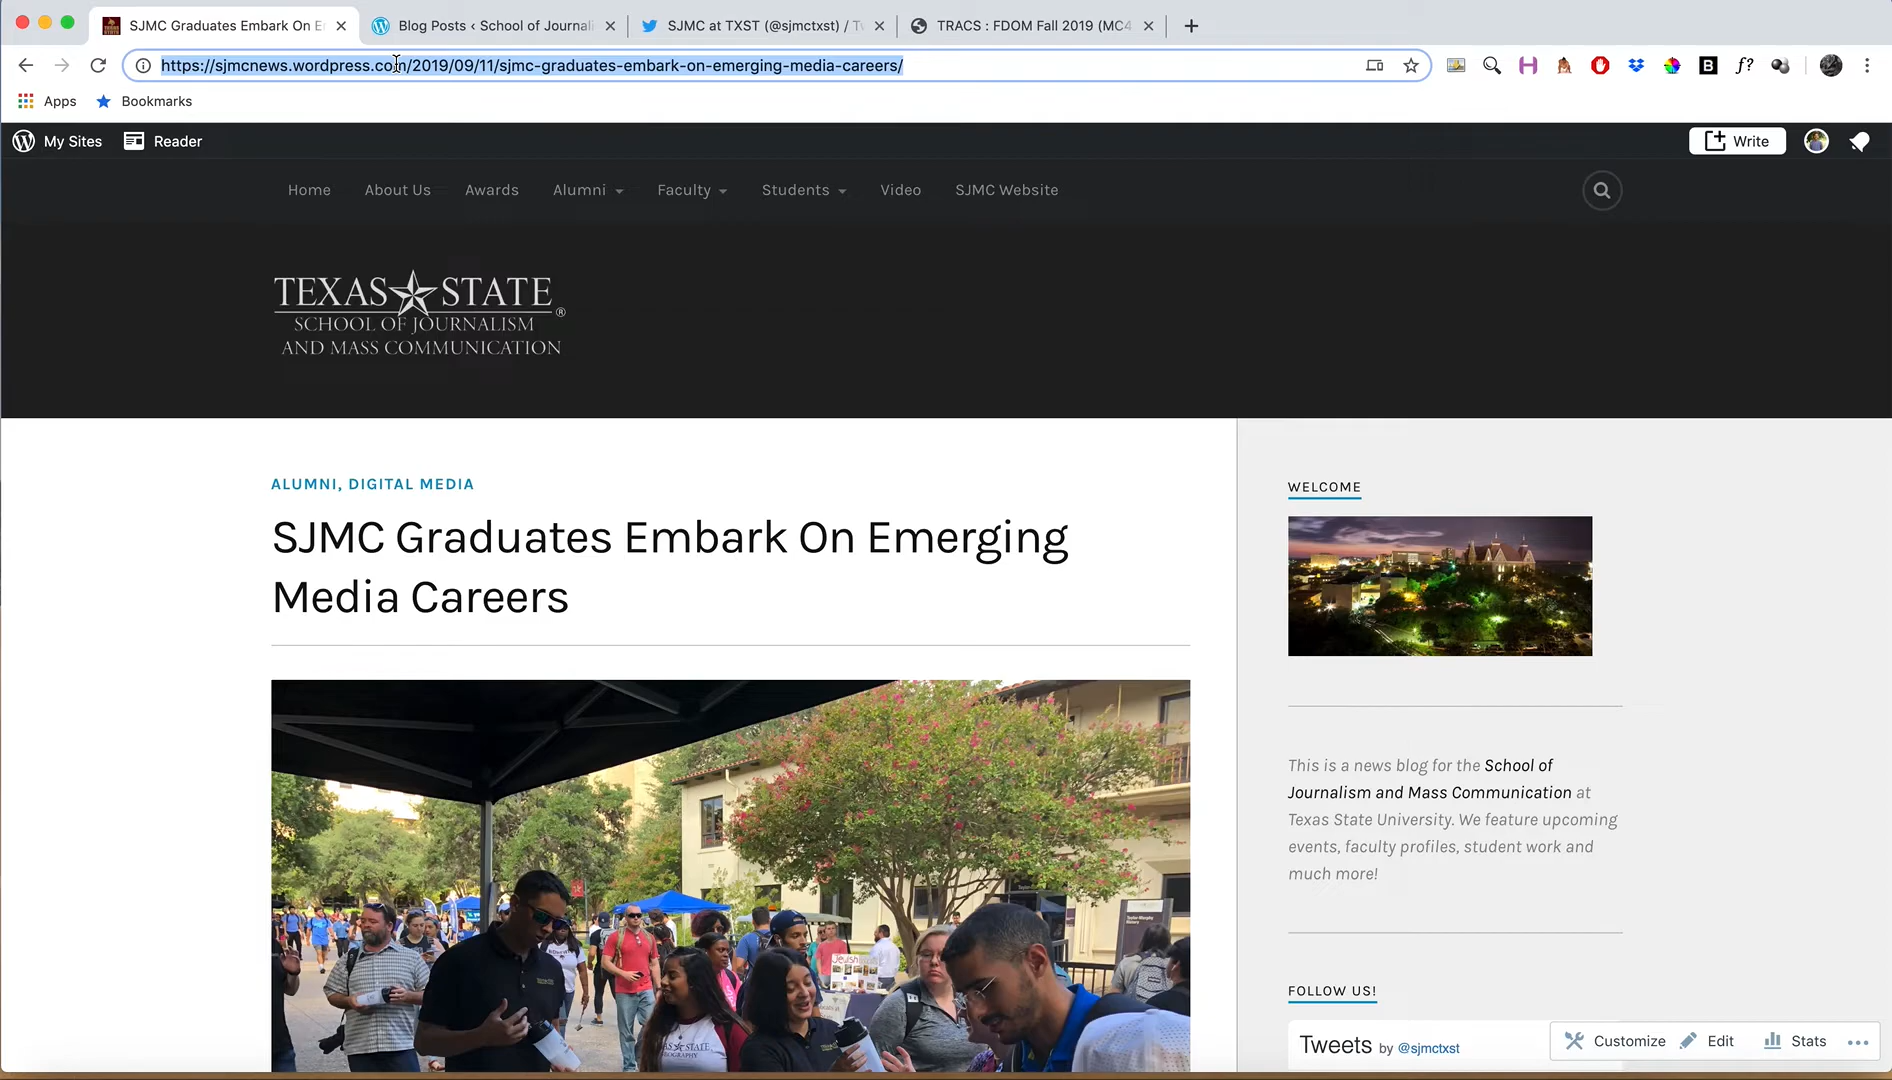 SJMC Graduates Embark On E
Blog Posts ‹ School of Journali
SJMC at TXST (@sjmctxst) / Tw
TRACS : FDOM Fall 2019 (MC4
https://sjmcnews.wordpress.com/2019/09/11/sjmc-graduates-embark-on-emerging-media-careers/
Apps Bookmarks
My Sites Reader Write
Home About Us Awards Alumni Faculty Students Video SJMC Website
TEXAS STATE®
SCHOOL OF JOURNALISM
AND MASS COMMUNICATION
ALUMNI, DIGITAL MEDIA
SJMC Graduates Embark On Emerging
Media Careers
WELCOME
This is a news blog for the School of
Journalism and Mass Communication at
Texas State University. We feature upcoming
events, faculty profiles, student work and
much more!
FOLLOW US!
Tweets by @sjmctxst
Customize Edit Stats
Jewish
TEXAS STATE
GEOGRAPHY